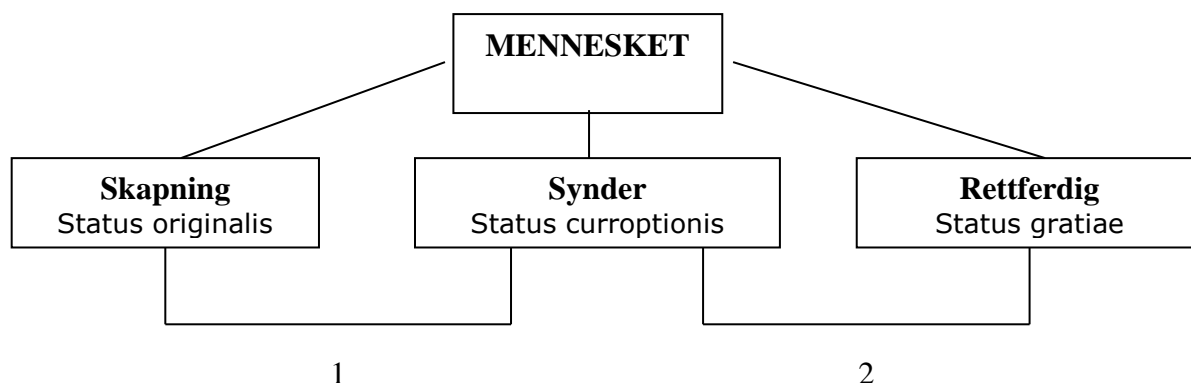 MENNESKET
Skapning
Status originalis
Synder
Status curroptionis
Rettferdig
Status gratiae
1
2